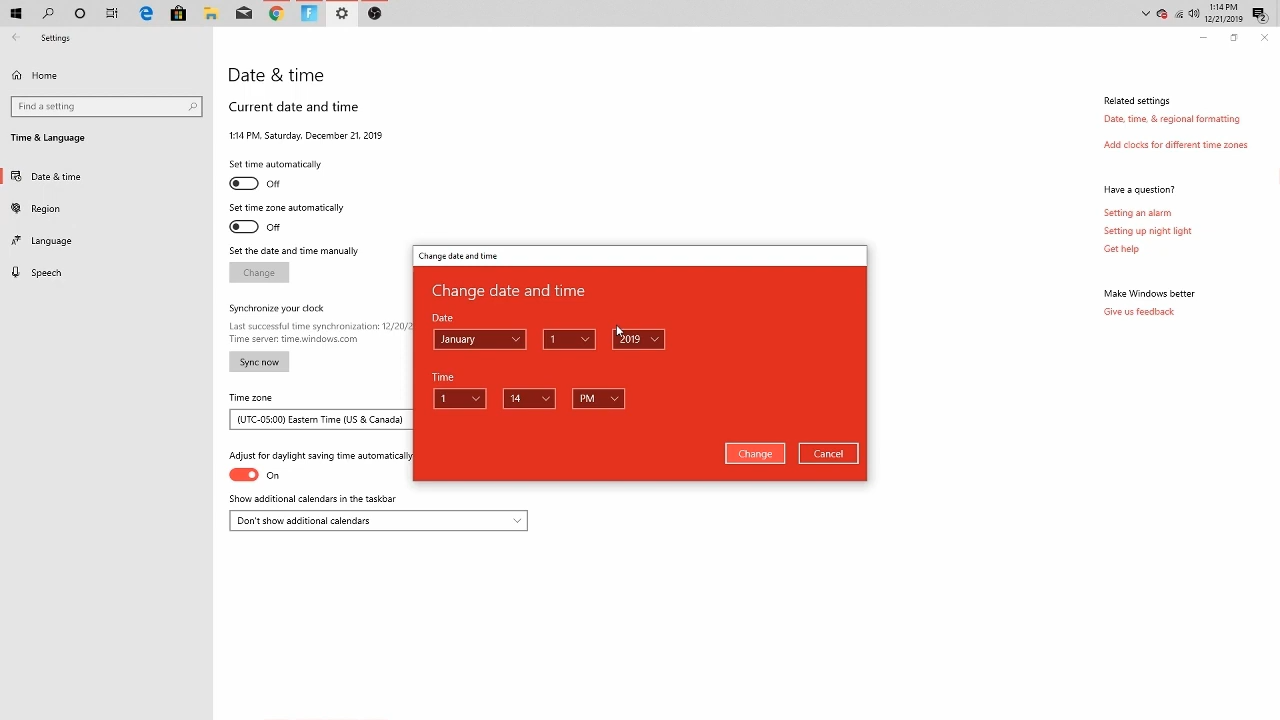 1:14 PM
12/21/2019
2
Settings
Home
Find a setting
Time & Language
Date & time
Region
Language
Speech
Date & time
Current date and time
1:14 PM, Saturday, December 21, 2019
Set time automatically
Off
Set time zone automatically
Off
Set the date and time manually
Change
Synchronize your clock
Last successful time synchronization: 12/20/2
Time server: time.windows.com
Sync now
Time zone
(UTC-05:00) Eastern Time (US & Canada)
Adjust for daylight saving time automatically
On
Show additional calendars in the taskbar
Don't show additional calendars
Change date and time
Change date and time
Date
January 1 2019
Time
1 14 PM
Change Cancel
Related settings
Date, time, & regional formatting
Add clocks for different time zones
Have a question?
Setting an alarm
Setting up night light
Get help
Make Windows better
Give us feedback